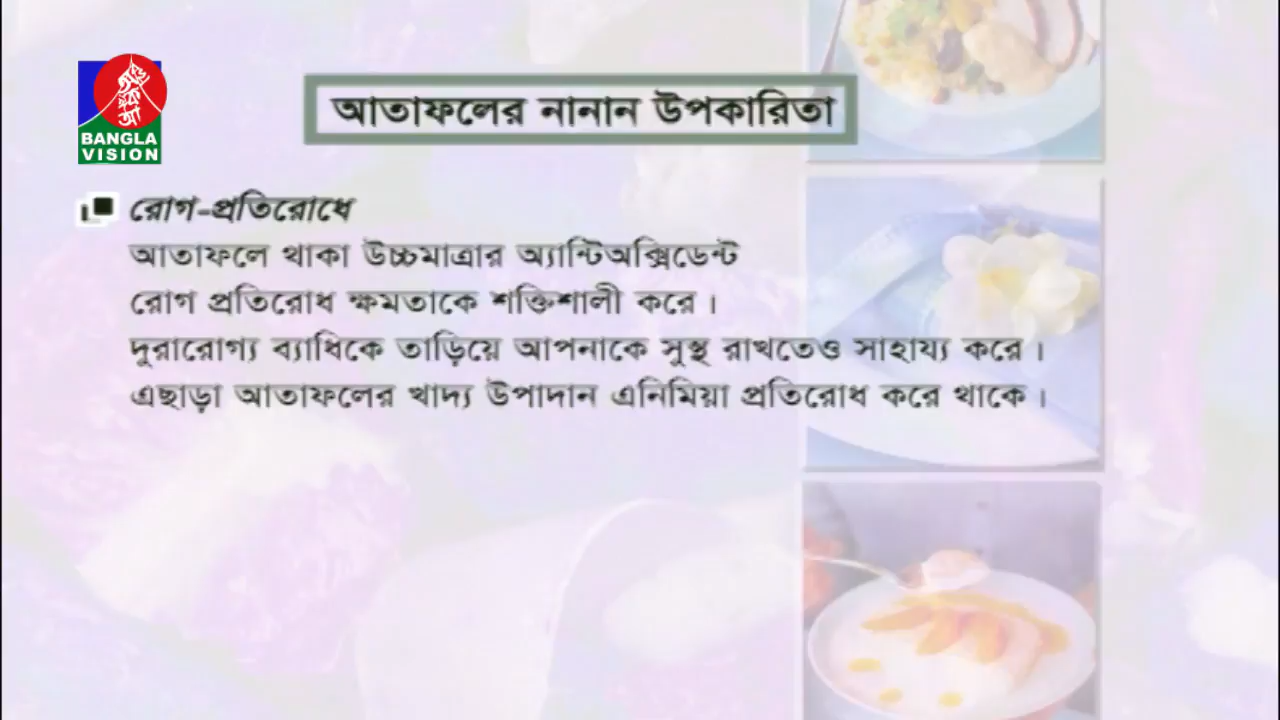 BANGLA
VISION
আতাফলের নানান উপকারিতা
রোগ-প্রতিরোধে
আতাফলে থাকা উচ্চমাত্রার অ্যান্টিঅক্সিডেন্ট
রোগ প্রতিরোধ ক্ষমতাকে শক্তিশালী করে।
দুরারোগ্য ব্যাধিকে তাড়িয়ে আপনাকে সুস্থ রাখতেও সাহায্য করে।
এছাড়া আতাফলের খাদ্য উপাদান এনিমিয়া প্রতিরোধ করে থাকে।